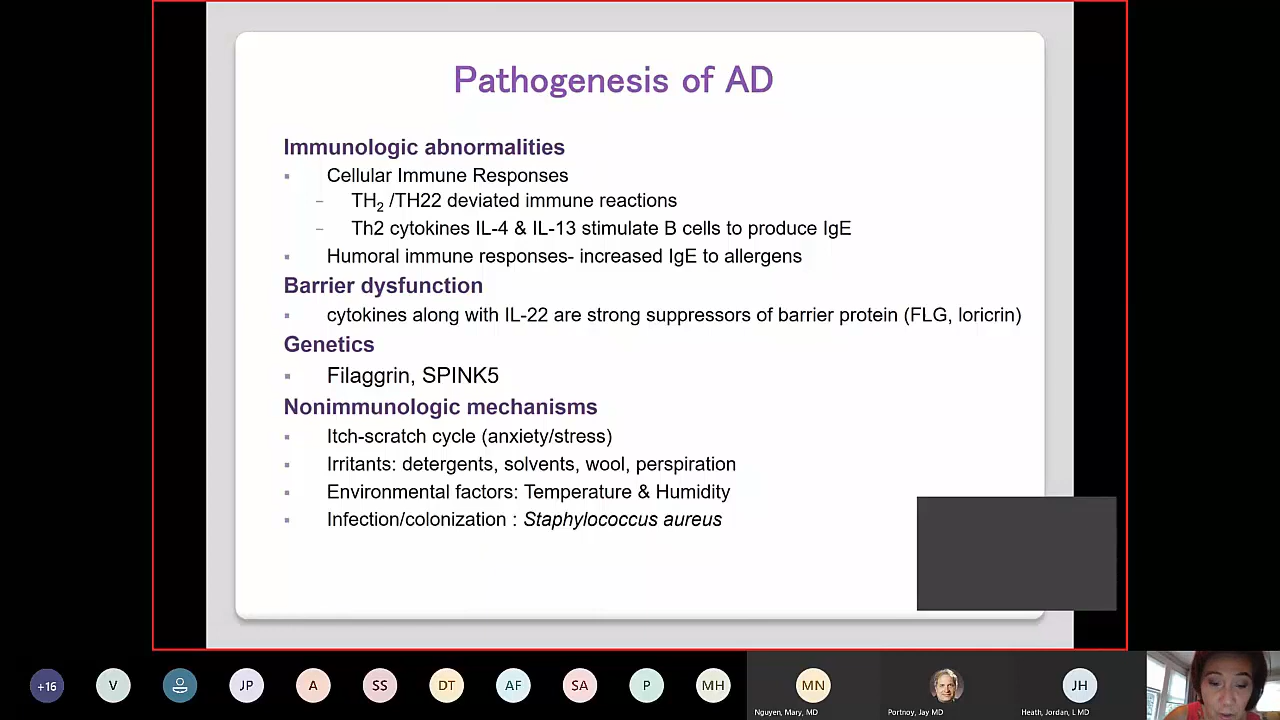 Pathogenesis of AD
Immunologic abnormalities
▪ Cellular Immune Responses
– TH2 /TH22 deviated immune reactions
– Th2 cytokines IL-4 & IL-13 stimulate B cells to produce IgE
▪ Humoral immune responses- increased IgE to allergens
Barrier dysfunction
▪ cytokines along with IL-22 are strong suppressors of barrier protein (FLG, loricrin)
Genetics
▪ Filaggrin, SPINK5
Nonimmunologic mechanisms
▪ Itch-scratch cycle (anxiety/stress)
▪ Irritants: detergents, solvents, wool, perspiration
▪ Environmental factors: Temperature & Humidity
▪ Infection/colonization : Staphylococcus aureus
+16 V JP A SS DT AF SA P MH MN JH
Nguyen, Mary, MD Portnoy, Jay MD Heath, Jordan, L MD